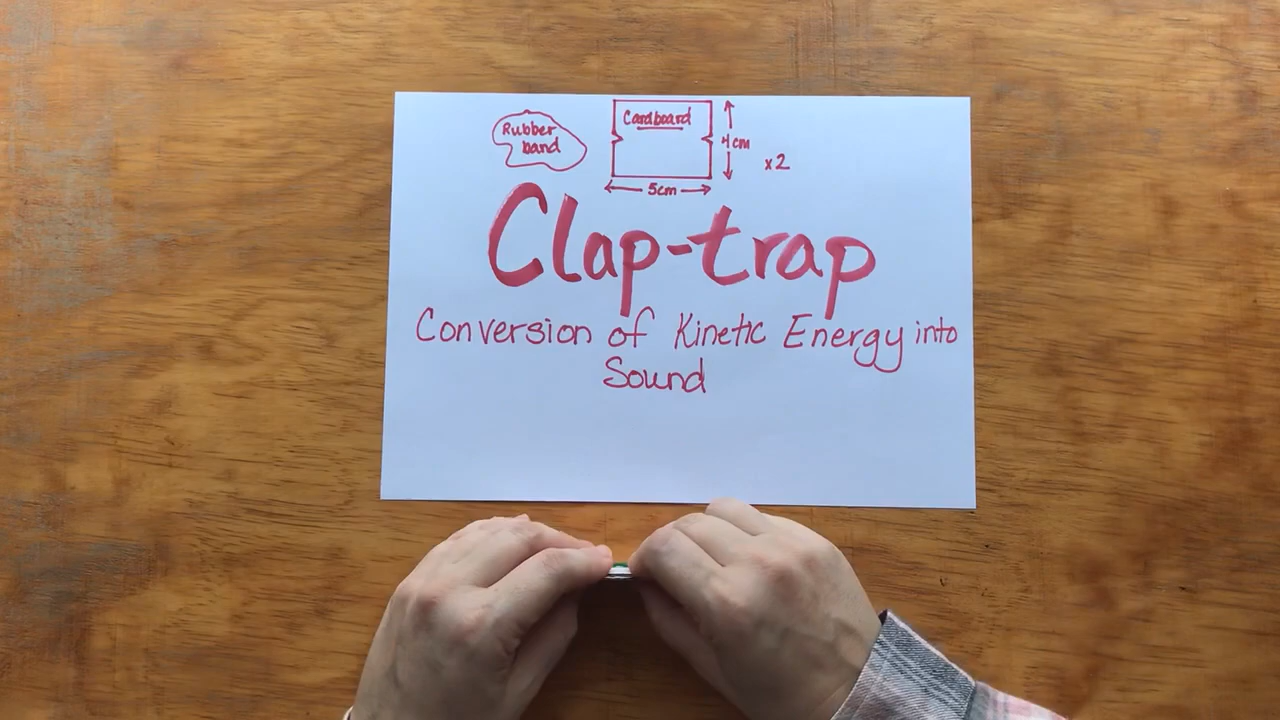 Rubber
band
Cardboard
4cm
x2
5cm
Clap-trap
Conversion of Kinetic Energy into
Sound